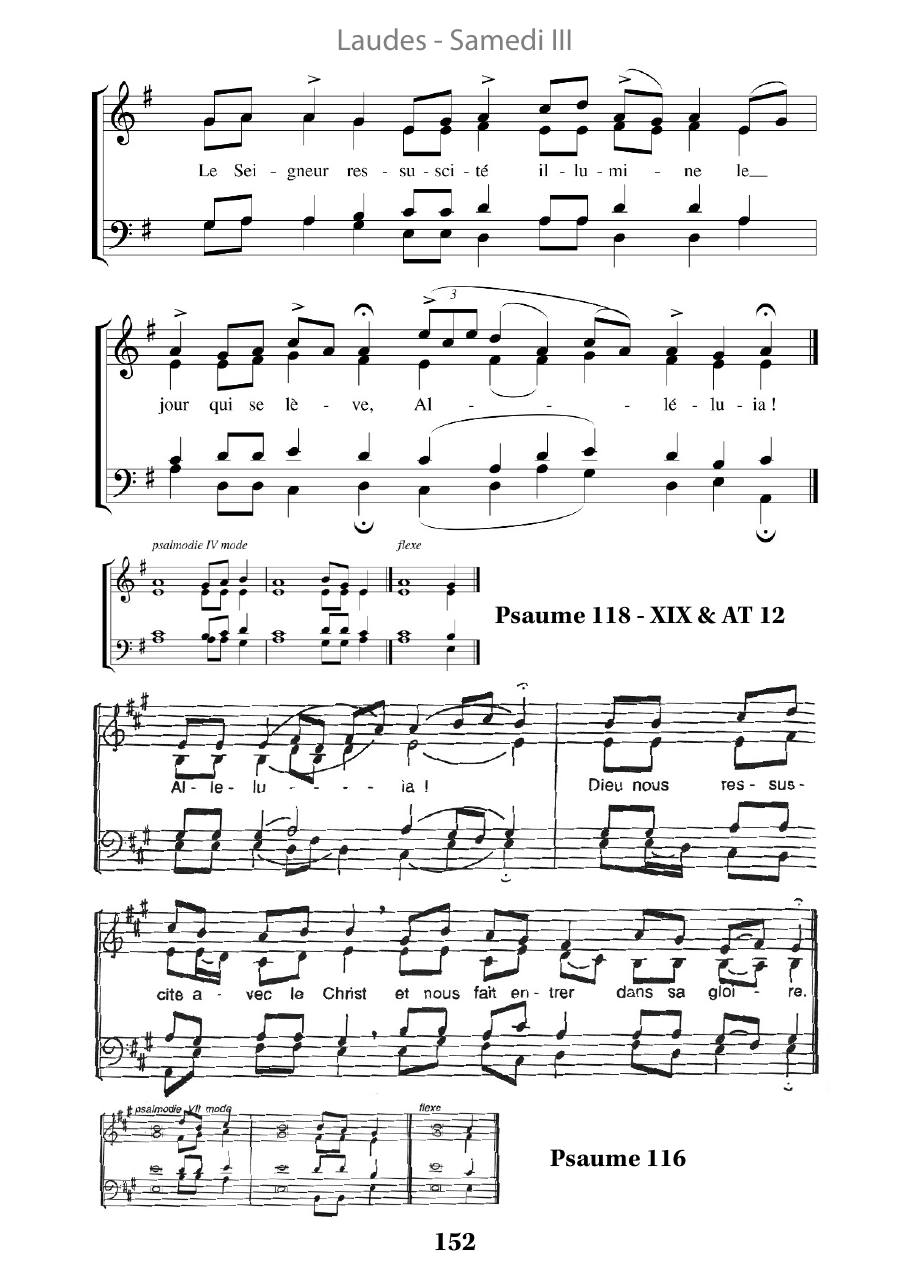 Laudes - Samedi III
Le Sei - gneur res - su - sci - té il - lu - mi - ne le
3
jour qui se lè - ve, Al - - - - lé - lu - ia !
psalmodie IV mode flexe
Psaume 118 - XIX & AT 12
Al - le - lu - - - - ia ! Dieu nous res - sus -
cite a - vec le Christ et nous fait en - trer dans sa gloi - re.
psalmodie VII mode flexe
Psaume 116
152